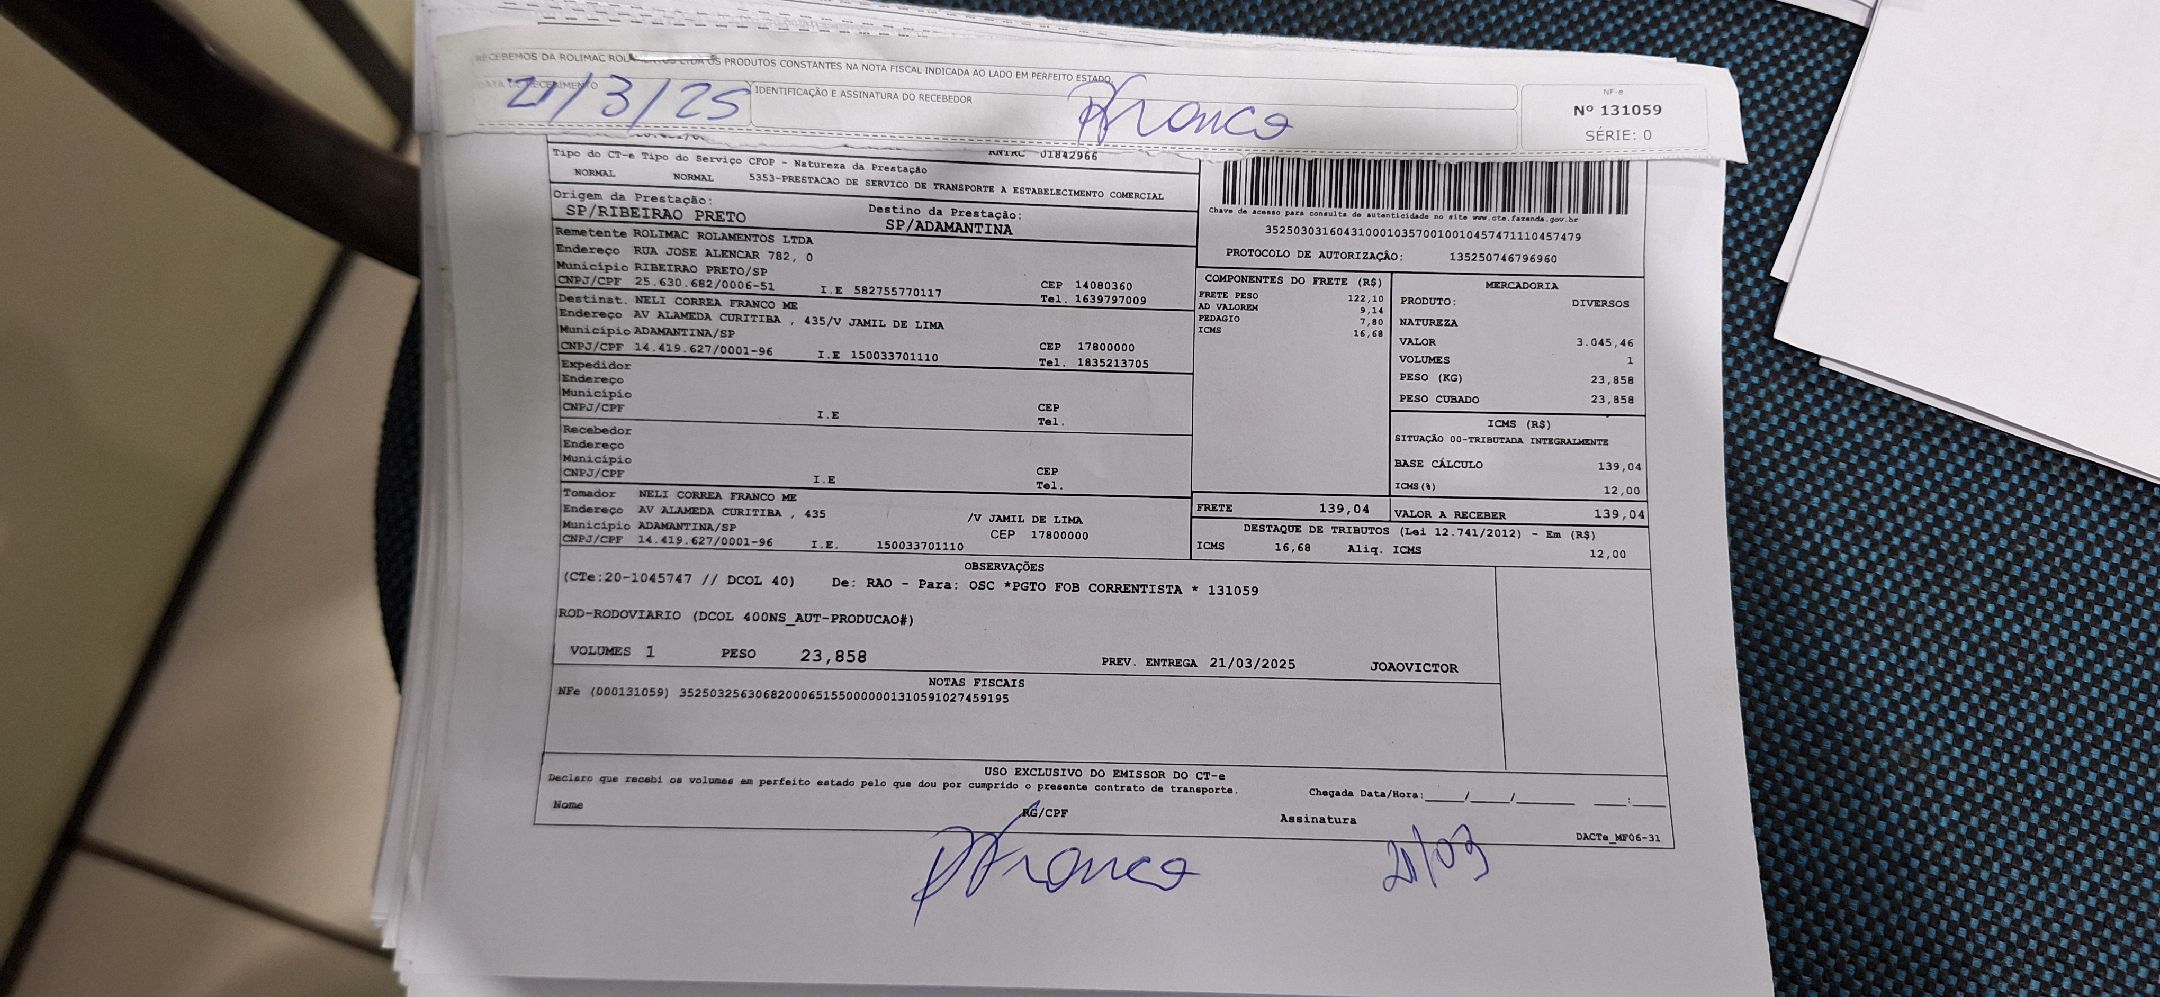 RECEBEMOS DA ROLIMAC ROLAMENTOS LTDA OS PRODUTOS CONSTANTES NA NOTA FISCAL INDICADA AO LADO EM PERFEITO ESTADO
DATA DE RECEBIMENTO
21/3/25
IDENTIFICAÇÃO E ASSINATURA DO RECEBEDOR
Franco
NF-e
Nº 131059
SÉRIE: 0
ANTRC 01842966
Tipo do CT-e Tipo do Serviço CFOP - Natureza da Prestação
NORMAL NORMAL 5353-PRESTACAO DE SERVICO DE TRANSPORTE A ESTABELECIMENTO COMERCIAL
Origem da Prestação: Destino da Prestação:
SP/RIBEIRAO PRETO SP/ADAMANTINA
Remetente ROLIMAC ROLAMENTOS LTDA
Endereço RUA JOSE ALENCAR 782, 0
Município RIBEIRAO PRETO/SP CEP 14080360
CNPJ/CPF 25.630.682/0006-51 I.E 582755770117 Tel. 1639797009
Destinat. NELI CORREA FRANCO ME
Endereço AV ALAMEDA CURITIBA , 435/V JAMIL DE LIMA
Município ADAMANTINA/SP CEP 17800000
CNPJ/CPF 14.419.627/0001-96 I.E 150033701110 Tel. 1835213705
Expedidor
Endereço
Município CEP
CNPJ/CPF I.E Tel.
Recebedor
Endereço
Município CEP
CNPJ/CPF I.E Tel.
Tomador NELI CORREA FRANCO ME
Endereço AV ALAMEDA CURITIBA , 435 /V JAMIL DE LIMA
Município ADAMANTINA/SP CEP 17800000
CNPJ/CPF 14.419.627/0001-96 I.E. 150033701110
Chave de acesso para consulta de autenticidade no site www.cte.fazenda.gov.br
35250303160431000103570010010457471110457479
PROTOCOLO DE AUTORIZAÇÃO: 135250746796960
COMPONENTES DO FRETE (R$)
FRETE PESO 122,10
AD VALOREM 9,14
PEDAGIO 7,80
ICMS 16,68
MERCADORIA
PRODUTO: DIVERSOS
NATUREZA
VALOR 3.045,46
VOLUMES 1
PESO (KG) 23,858
PESO CUBADO 23,858
ICMS (R$)
SITUAÇÃO 00-TRIBUTADA INTEGRALMENTE
BASE CÁLCULO 139,04
ICMS(%) 12,00
FRETE 139,04 VALOR A RECEBER 139,04
DESTAQUE DE TRIBUTOS (Lei 12.741/2012) - Em (R$)
ICMS 16,68 Aliq. ICMS 12,00
OBSERVAÇÕES
(CTe:20-1045747 // DCOL 40) De: RAO - Para: OSC *PGTO FOB CORRENTISTA * 131059
ROD-RODOVIARIO (DCOL 400NS_AUT-PRODUCAO#)
VOLUMES 1 PESO 23,858 PREV. ENTREGA 21/03/2025 JOAOVICTOR
NOTAS FISCAIS
NFe (000131059) 35250325630682000651550000001310591027459195
USO EXCLUSIVO DO EMISSOR DO CT-e
Declaro que recebi os volumes em perfeito estado pelo que dou por cumprido o presente contrato de transporte. Chegada Data/Hora:____/____/______ ___:___
Nome RG/CPF Assinatura
DACTe_MF06-31
Franco 21/03